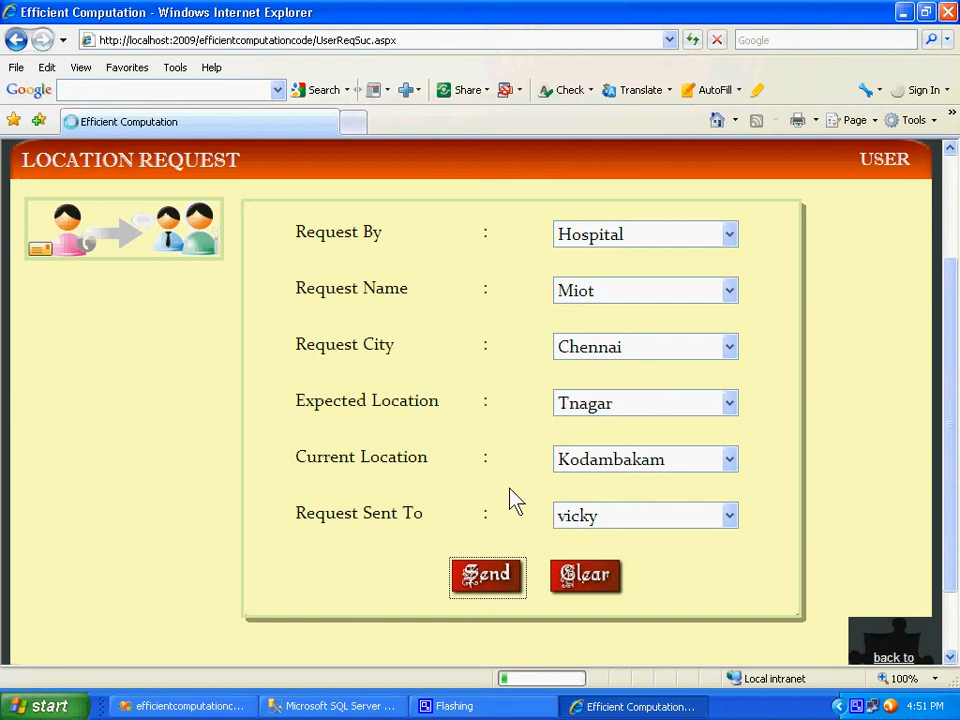 Efficient Computation - Windows Internet Explorer
http://localhost:2009/efficientcomputationcode/UserReqSuc.aspx
Google
File Edit View Favorites Tools Help
Google Search Share Check Translate AutoFill Sign In
Efficient Computation Page Tools
LOCATION REQUEST USER
Request By : Hospital
Request Name : Miot
Request City : Chennai
Expected Location : Tnagar
Current Location : Kodambakam
Request Sent To : vicky
Send Clear
back to
Local intranet 100%
start efficientcomputationc... Microsoft SQL Server ... Flashing Efficient Computation... 4:51 PM